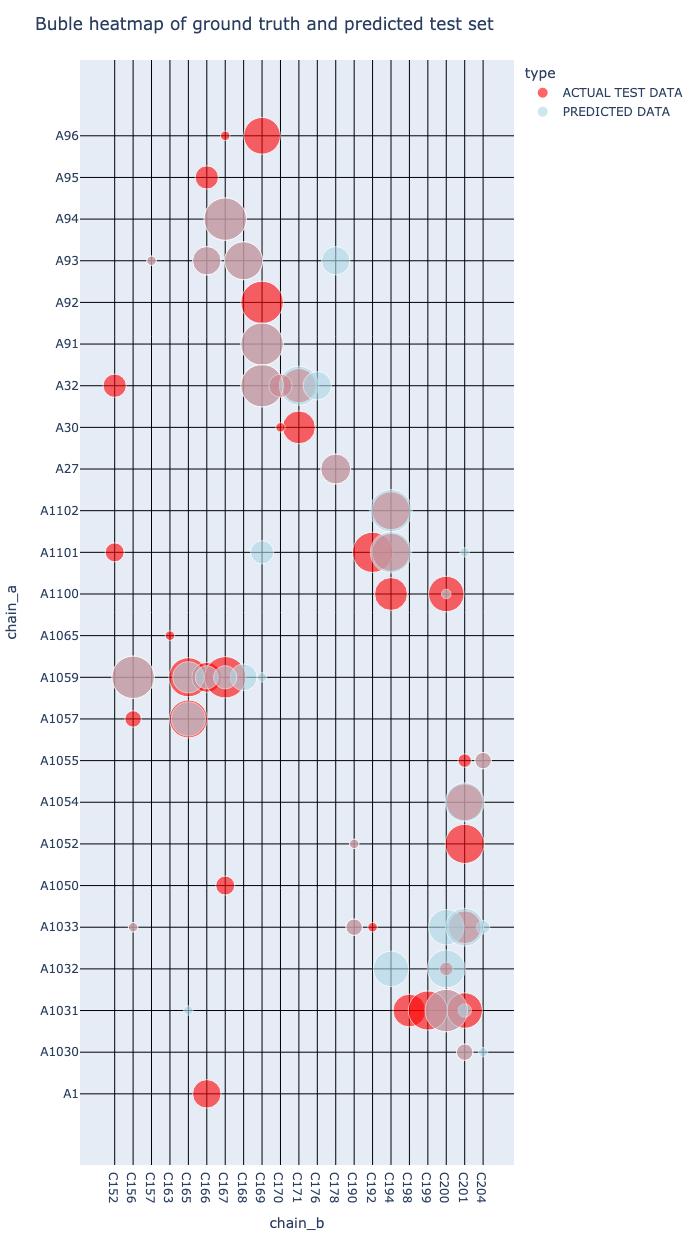 Buble heatmap of ground truth and predicted test set
type
ACTUAL TEST DATA
PREDICTED DATA
A96
A95
A94
A93
A92
A91
A32
A30
A27
A1102
A1101
A1100
A1065
A1059
A1057
A1055
A1054
A1052
A1050
A1033
A1032
A1031
A1030
A1
chain_a
C152
C156
C157
C163
C165
C166
C167
C168
C169
C170
C171
C176
C178
C190
C192
C194
C198
C199
C200
C201
C204
chain_b